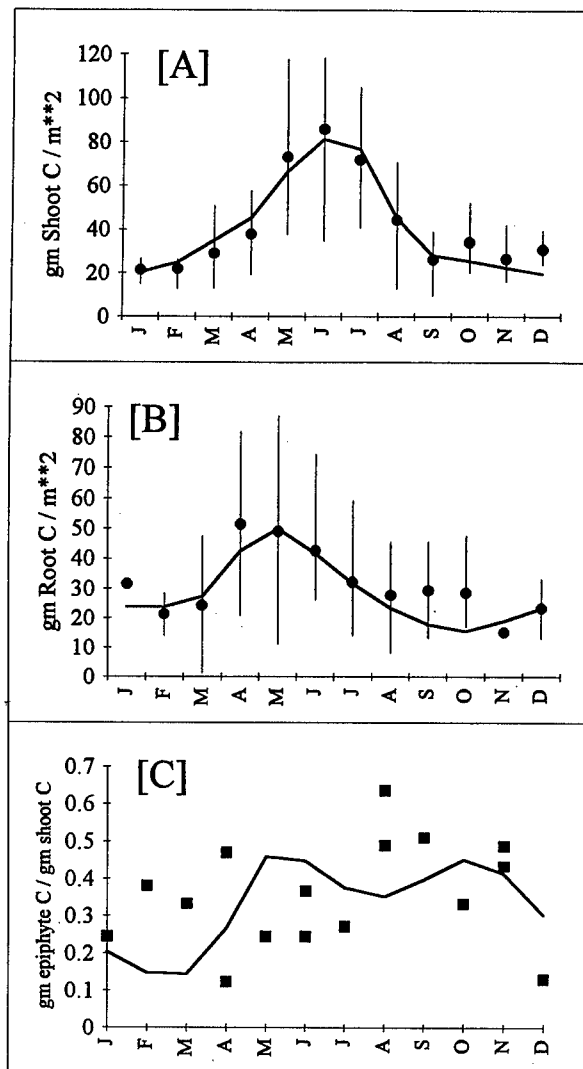 [A]
gm Shoot C / m**2
120
100
80
60
40
20
0
J F M A M J J A S O N D
[B]
gm Root C / m**2
90
80
70
60
50
40
30
20
10
0
J F M A M J J A S O N D
[C]
gm epiphyte C / gm shoot C
0.7
0.6
0.5
0.4
0.3
0.2
0.1
0
J F M A M J J A S O N D